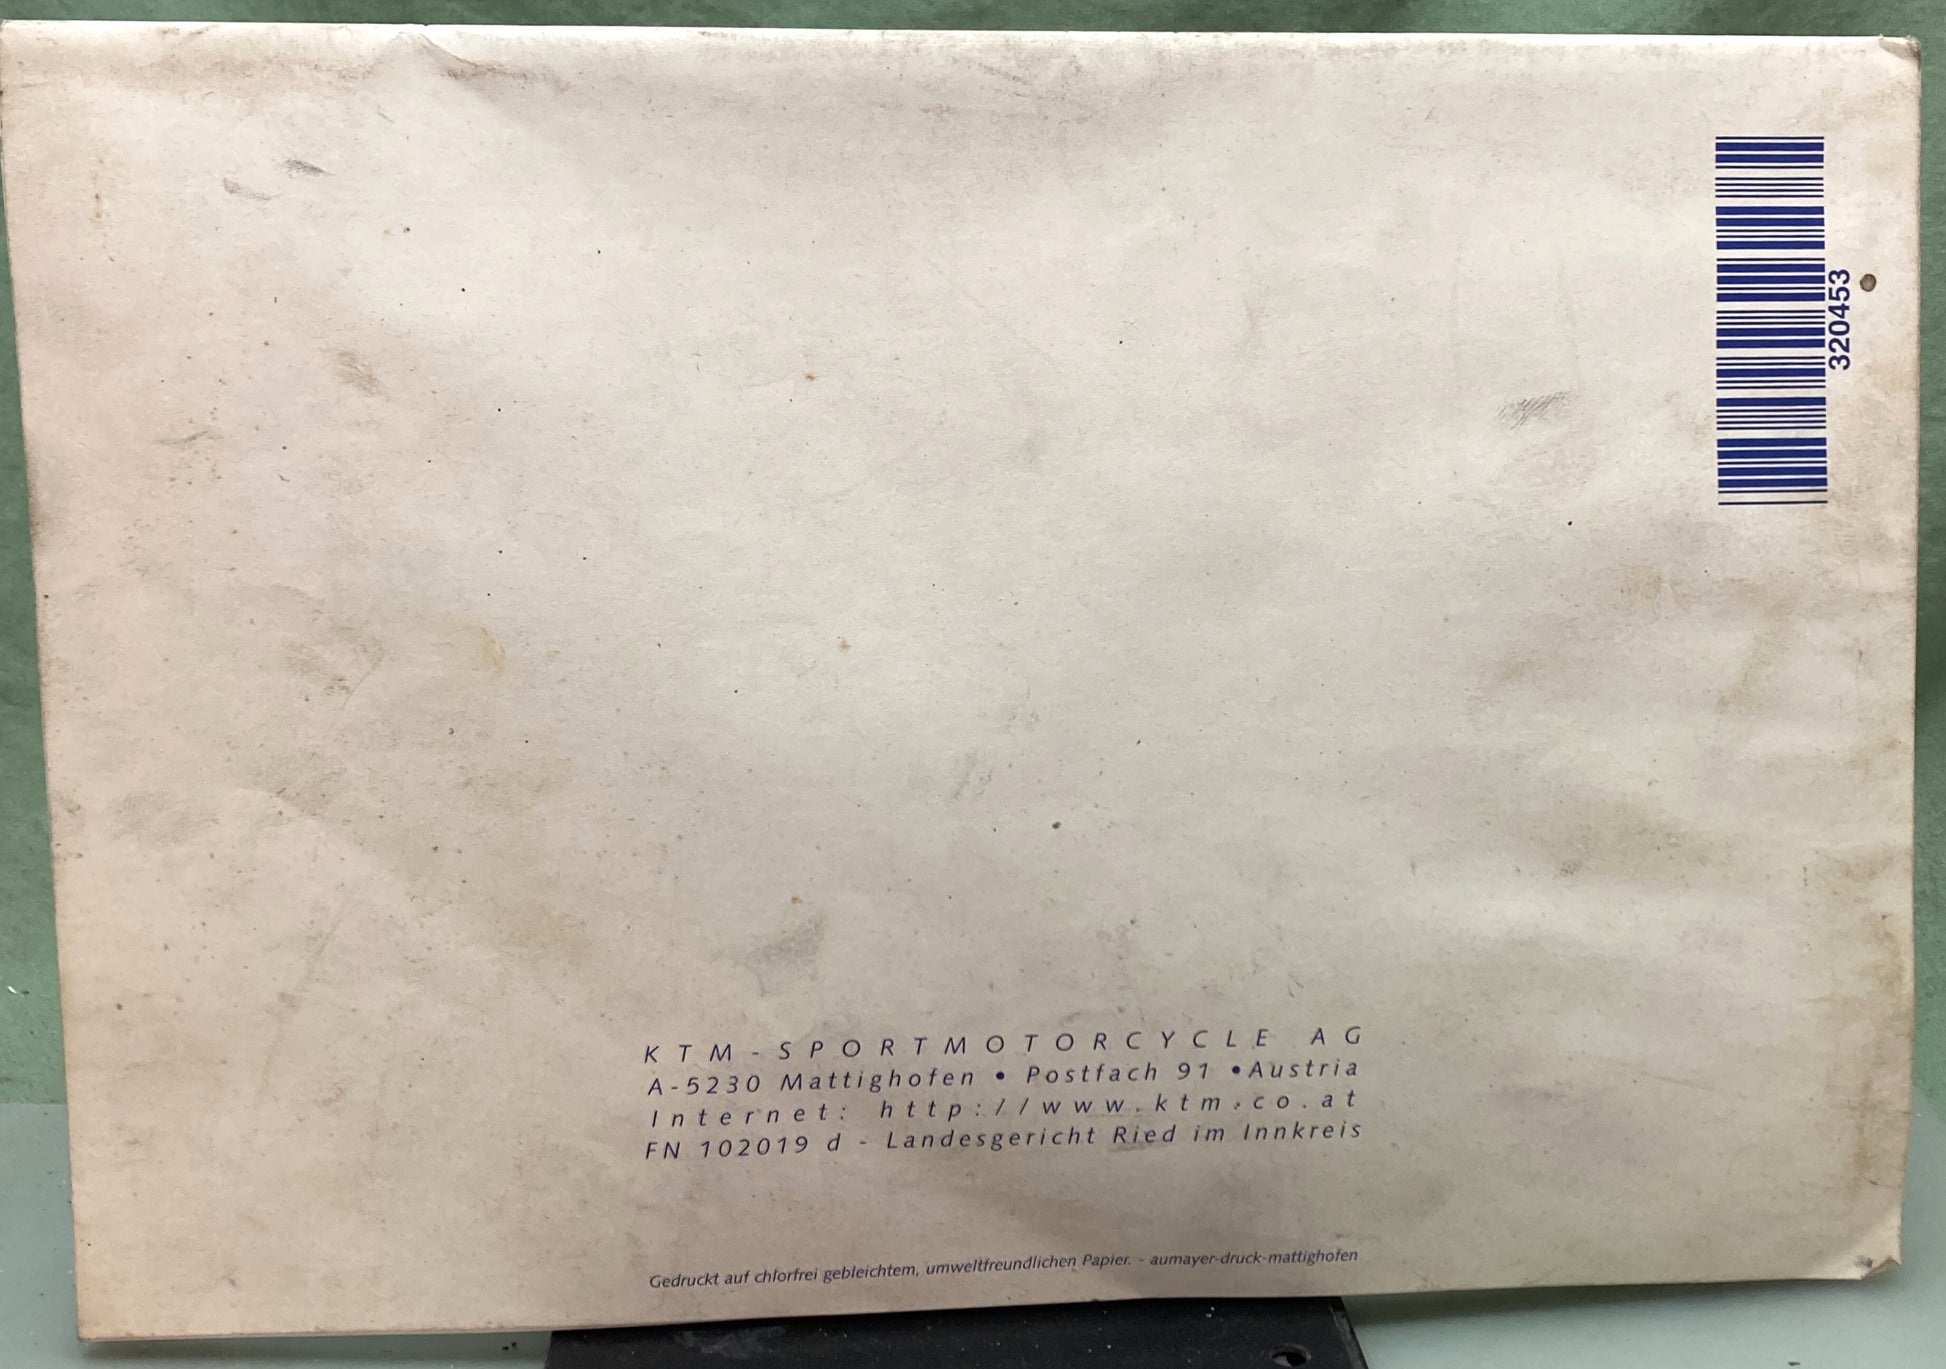 320453
KTM-SPORTMOTORCYCLE AG
A-5230 Mattighofen • Postfach 91 •Austria
Internet: http://www.ktm.co.at
FN 102019 d - Landesgericht Ried im Innkreis
Gedruckt auf chlorfrei gebleichtem, umweltfreundlichen Papier. - aumayer-druck-mattighofen